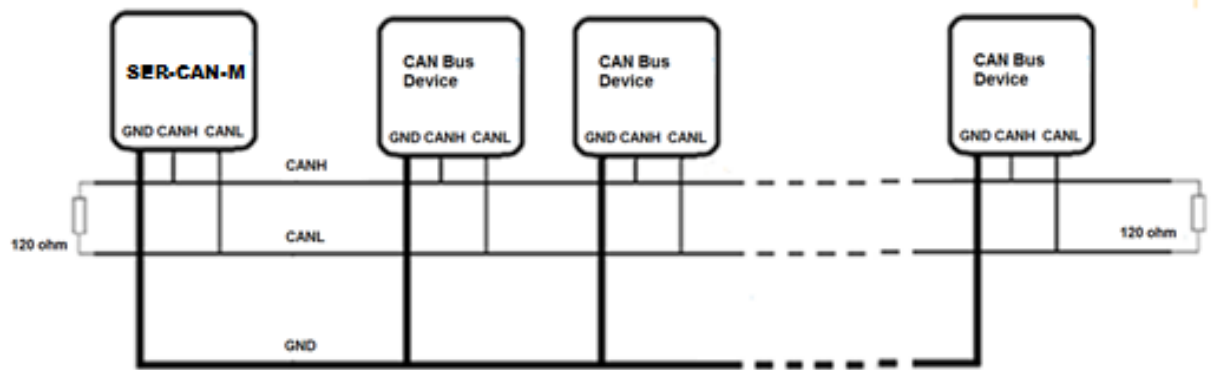 SER-CAN-M
GND CANH CANL
CAN Bus
Device
GND CANH CANL
CAN Bus
Device
GND CANH CANL
CAN Bus
Device
GND CANH CANL
CANH
120 ohm
CANL
120 ohm
GND